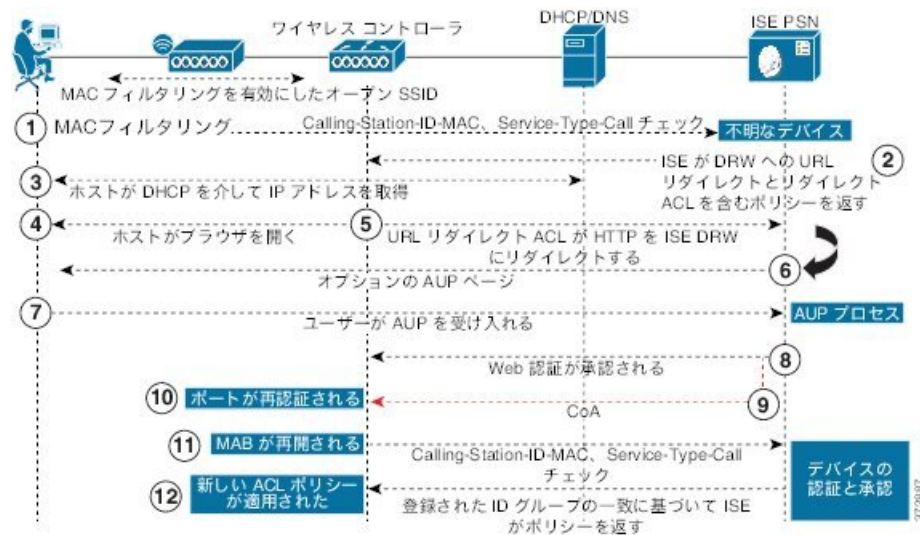 DHCP/DNS
ISE PSN
ワイヤレス コントローラ
MAC フィルタリングを有効にしたオープン SSID
1
MACフィルタリング
Calling-Station-ID-MAC、Service-Type-Call チェック
不明なデバイス
2
ISE が DRW への URL
リダイレクトとリダイレクト
ACL を含むポリシーを返す
3
ホストが DHCP を介して IP アドレスを取得
4
ホストがブラウザを開く
5
URL リダイレクト ACL が HTTP を ISE DRW
にリダイレクトする
6
オプションの AUP ページ
7
ユーザーが AUP を受け入れる
AUP プロセス
8
Web 認証が承認される
9
CoA
10
ポートが再認証される
11
MAB が再開される
Calling-Station-ID-MAC、Service-Type-Call
チェック
12
新しい ACL ポリシー
が適用された
登録された ID グループの一致に基づいて ISE
がポリシーを返す
デバイスの
認証と承認